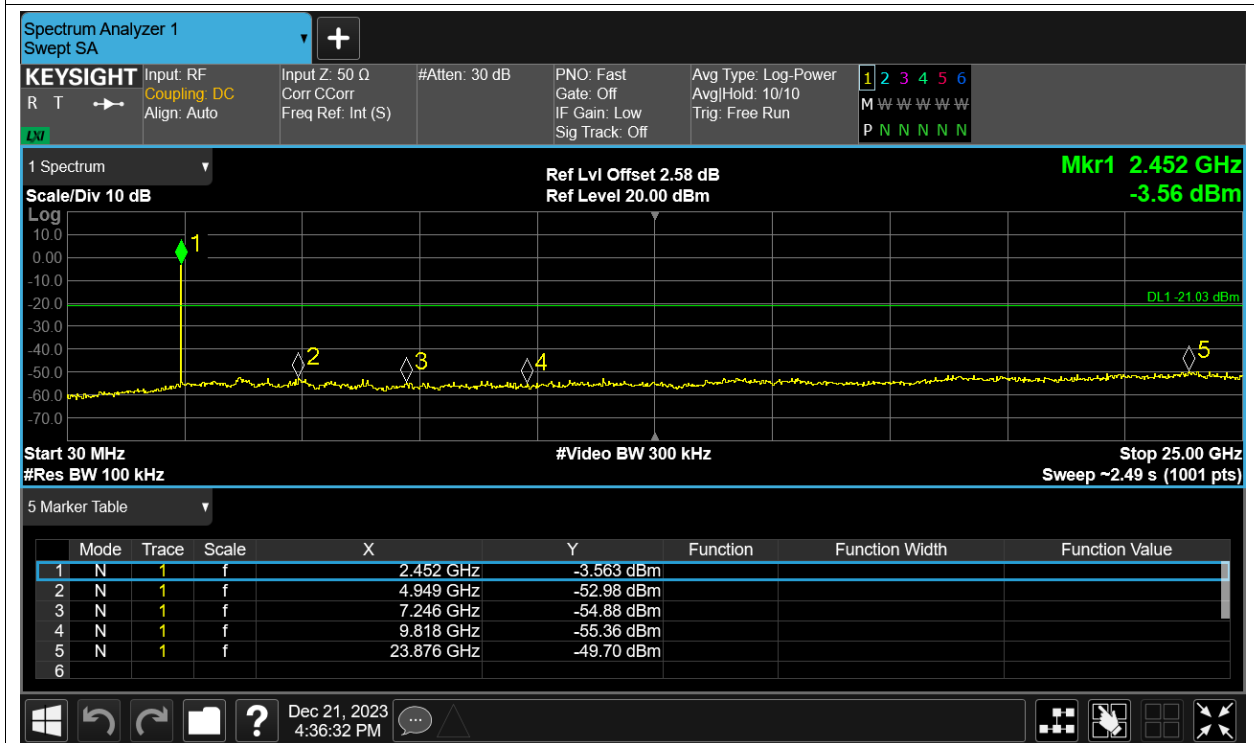 Spectrum Analyzer 1
Swept SA
+
KEYSIGHT
R T
LXI
Input: RF
Coupling: DC
Align: Auto
Input Z: 50 Ω
Corr CCorr
Freq Ref: Int (S)
#Atten: 30 dB
PNO: Fast
Gate: Off
IF Gain: Low
Sig Track: Off
Avg Type: Log-Power
Avg|Hold: 10/10
Trig: Free Run
1 2 3 4 5 6
M W W W W W
P N N N N N
1 Spectrum
Scale/Div 10 dB
Ref Lvl Offset 2.58 dB
Ref Level 20.00 dBm
Mkr1 2.452 GHz
-3.56 dBm
Log
10.0
0.00
-10.0
-20.0
-30.0
-40.0
-50.0
-60.0
-70.0
1
2
3
4
5
DL1 -21.03 dBm
Start 30 MHz
#Video BW 300 kHz
Stop 25.00 GHz
#Res BW 100 kHz
Sweep ~2.49 s (1001 pts)
5 Marker Table
Mode Trace Scale X Y Function Function Width Function Value
1 N 1 f 2.452 GHz -3.563 dBm
2 N 1 f 4.949 GHz -52.98 dBm
3 N 1 f 7.246 GHz -54.88 dBm
4 N 1 f 9.818 GHz -55.36 dBm
5 N 1 f 23.876 GHz -49.70 dBm
6
?
Dec 21, 2023
4:36:32 PM